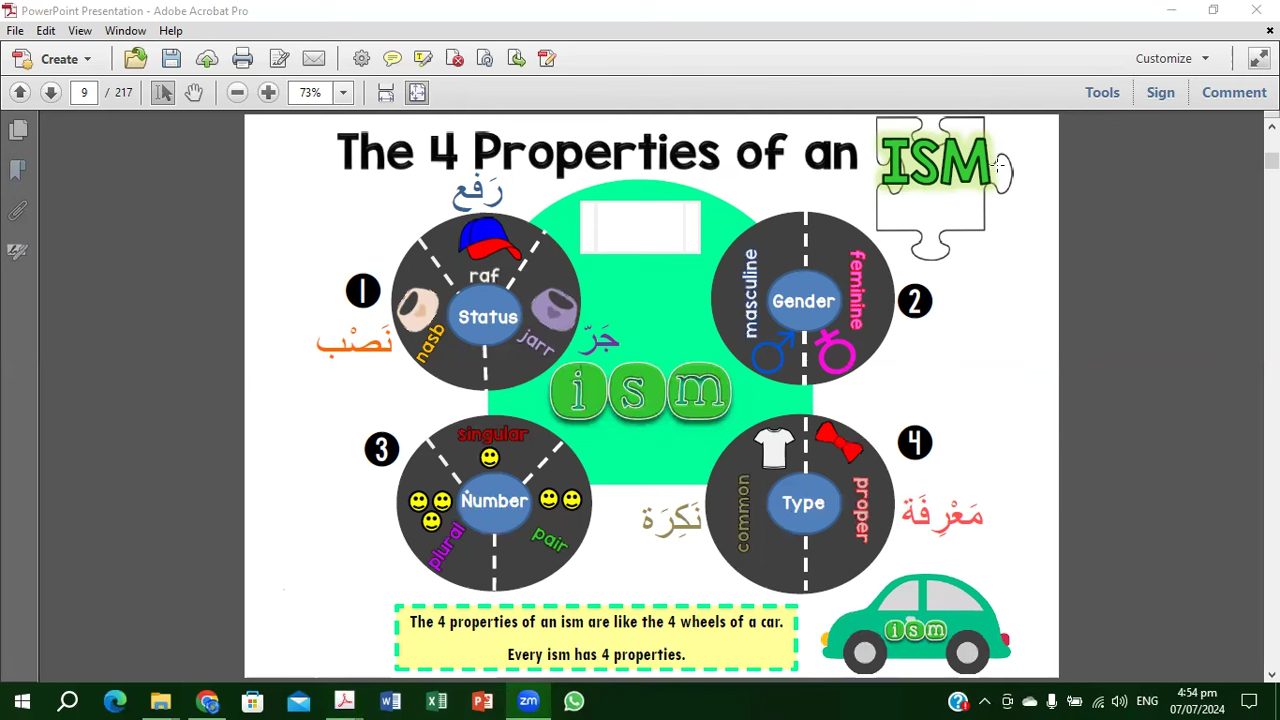 PowerPoint Presentation - Adobe Acrobat Pro
File Edit View Window Help
Create Customize
9 / 217 73% Tools Sign Comment
The 4 Properties of an ISM
رَفع
raf
1
Status
nasb
jarr
نَصْب
جَرّ
masculine
Gender
feminine
2
ism
3
singular
Number
plural
pair
4
common
Type
proper
نَكِرَة
مَعْرِفَة
The 4 properties of an ism are like the 4 wheels of a car.
Every ism has 4 properties.
ism
ENG
4:54 pm
07/07/2024